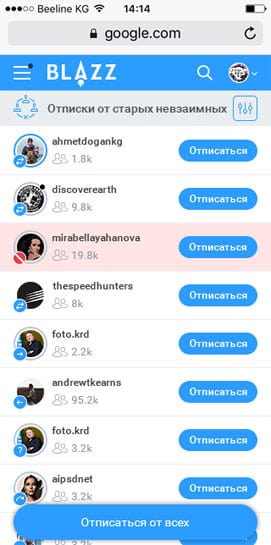 Beeline KG 14:14
google.com
BLAZZ
Отписки от старых невзаимных
ahmetdogankg
1.8k
Отписаться
discoverearth
9.8k
Отписаться
mirabellayahanova
19.8k
Отписаться
thespeedhunters
8k
Отписаться
foto.krd
2.2k
Отписаться
andrewtkearns
95.2k
Отписаться
foto.krd
3.2k
Отписаться
aipsdnet
3.2k
Отписаться
Отписаться от всех